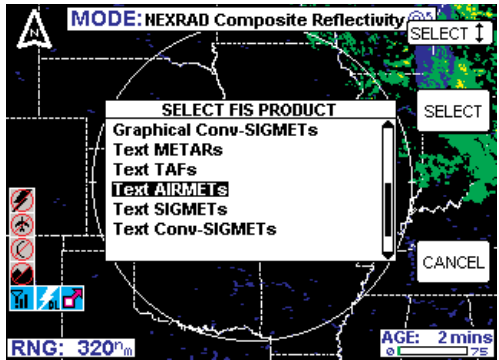 N
MODE: NEXRAD Composite Reflectivity
SELECT
SELECT FIS PRODUCT
Graphical Conv-SIGMETs
Text METARs
Text TAFs
Text AIRMETs
Text SIGMETs
Text Conv-SIGMETs
SELECT
CANCEL
DL
RNG: 320nm
AGE: 2 mins
0 75